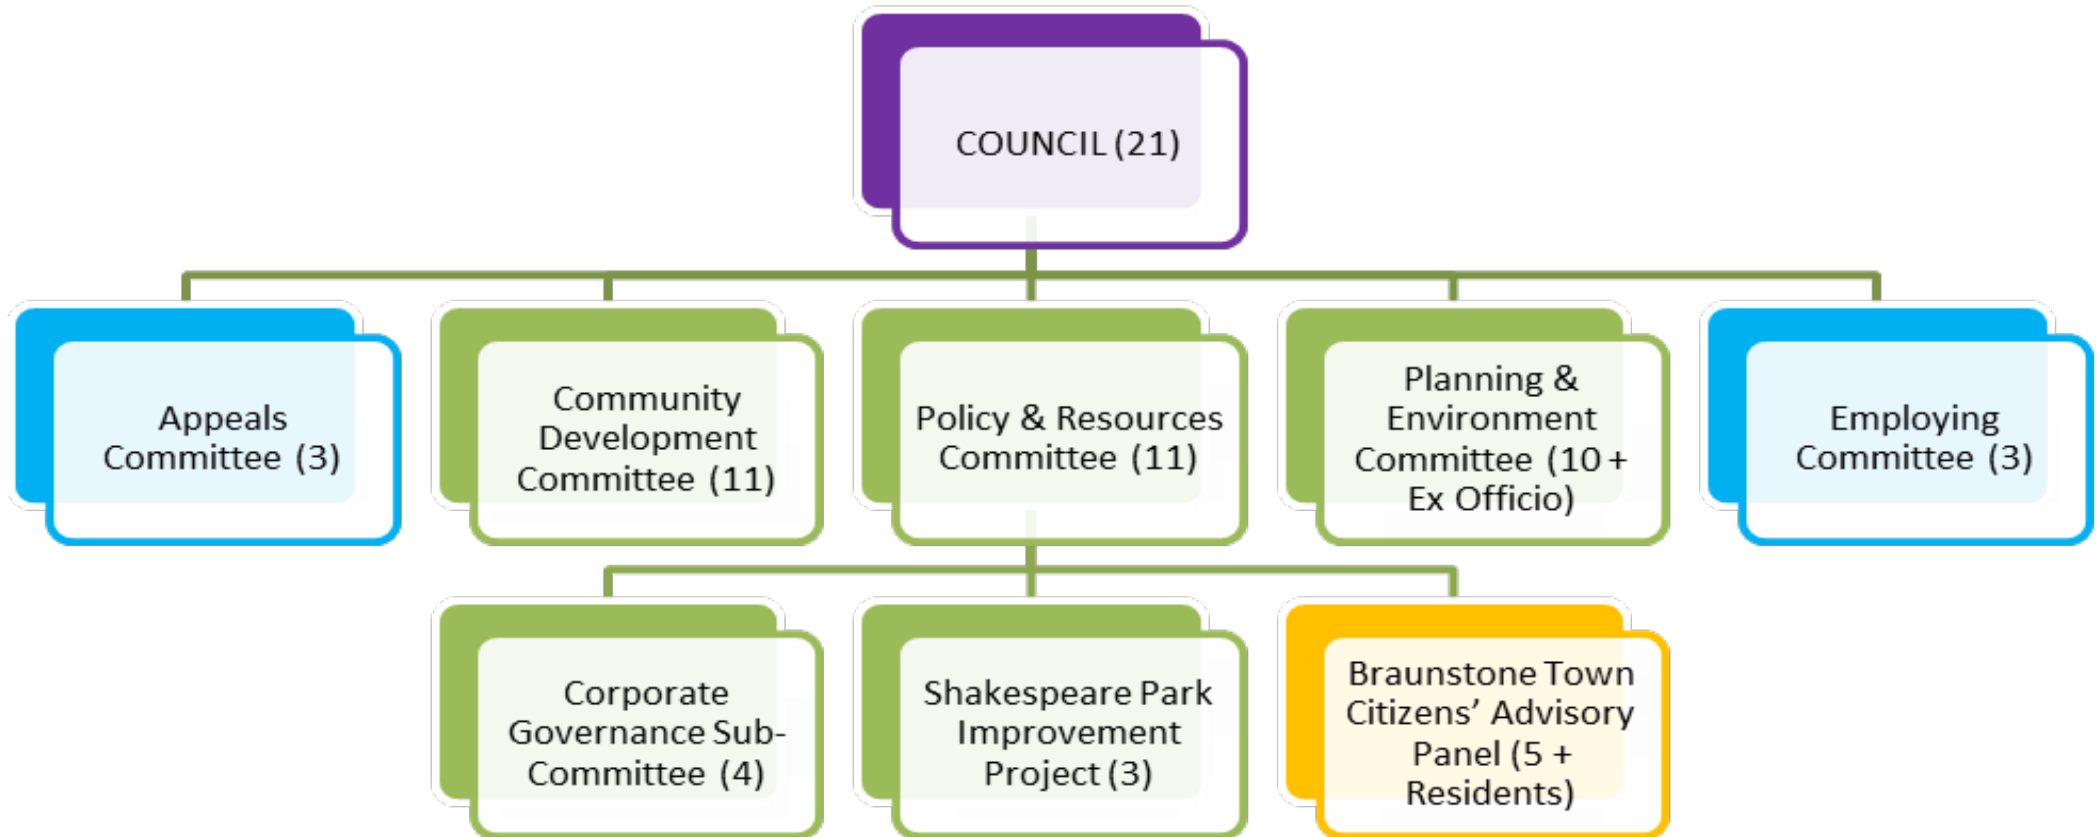 COUNCIL (21)
Appeals
Committee (3)
Community
Development
Committee (11)
Policy & Resources
Committee (11)
Planning &
Environment
Committee (10 +
Ex Officio)
Employing
Committee (3)
Corporate
Governance Sub-
Committee (4)
Shakespeare Park
Improvement
Project (3)
Braunstone Town
Citizens’ Advisory
Panel (5 +
Residents)